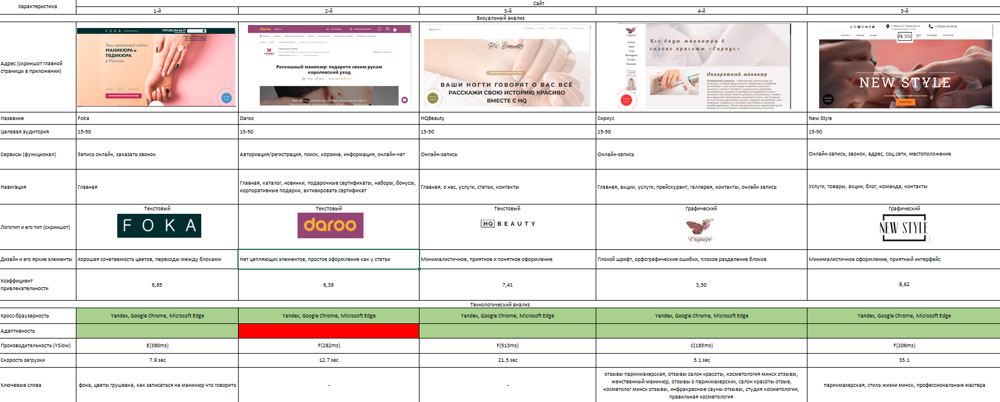 Характеристика
Сайт
1-й
2-й
3-й
4-й
5-й
Визуальный анализ
Адрес (скриншот главной
страницы в приложении)
FOKA
+375 (33) 344-44-77
Ваш идеальный салон
МАНИКЮРА и
ПЕДИКЮРА
в Минске
daroo
Роскошный маникюр: подарите своим рукам
королевский уход
HQ Beauty
ВАШИ НОГТИ ГОВОРЯТ О ВАС ВСЁ
РАССКАЖИ СВОЮ ИСТОРИЮ КРАСИВО
ВМЕСТЕ С HQ
Все виды маникюра в
салоне красоты «Сириус»
Аппаратный маникюр
NEW STYLE
NEW STYLE
Название
Foka
Daroo
HQBeauty
Сириус
New Style
Целевая аудитория
15-50
15-50
15-50
15-50
15-50
Сервисы (функционал)
Запись онлайн, заказать звонок
Авториация/регистрация, поиск, корзина, информация, онлайн-чат
Онлайн-запись
Онлайн-запись
Онлайн-запись, звонок, адрес, соц.сети, местоположение
Навигация
Главная
Главная, каталог, новинки, подарочные сертификаты, наборы, бонусы,
корпоративные подарки, активировать сертификат
Главная, о нас, услуги, статьи, контакты
Главная, акции, услуги, прейскурант, галлерея, контакты, онлайн запись
Услуги, товары, акции, блог, команда, контакты
Логотип и его тип (скриншот)
Текстовый
FOKA
Текстовый
daroo
Текстовый
HQ BEAUTY
Графический
Сириус
Графический
NEW STYLE
Дизайн и его яркие элементы
Хорошая сочетаемость цветов, переходы между блоками
Нет цепляющих элементов, простое оформление как у статьи
Минималистичное, приятное и понятное оформление
Плохой шрифт, орфографические ошибки, плохое разделение блоков
Минималистичное оформление, приятный интерфейс
Коэффициент
привлекательности
6,85
6,39
7,41
3,50
8,62
Технологический анализ
Кросс-браузерность
Yandex, Google Chrome, Microsoft Edge
Yandex, Google Chrome, Microsoft Edge
Yandex, Google Chrome, Microsoft Edge
Yandex, Google Chrome, Microsoft Edge
Yandex, Google Chrome, Microsoft Edge
Адаптивность
Производительность (YSlow)
E(380ms)
F(282ms)
F(513ms)
C(185ms)
F(206ms)
Скорость загрузки
7.9 sec
12.7 sec
21.5 sec
5.1 sec
35.1
Ключевые слова
фока, цветы грушевка, как записаться на маникюр что говорить
-
-
отзывы парикмахерская, отзывы салон красоты, косметология минск отзывы,
женственный маникюр, отзывы о парикмахерских, салон красоты отзыв,
косметолог минск отзывы, инфракрасные сауны отзывы, студия косметологии,
правильная косметология
парикмахерская, стиль жизни минск, профессиональные мастера